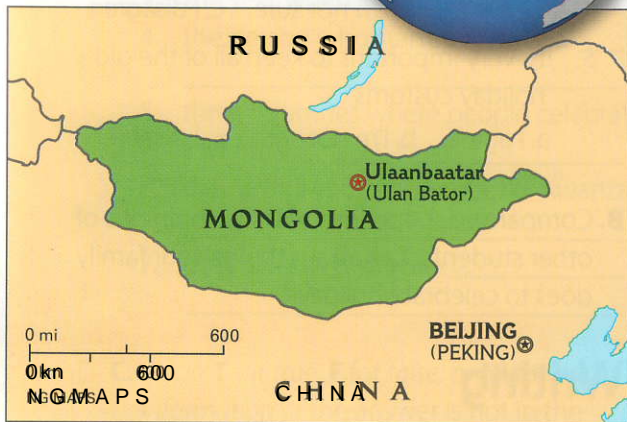 RUSSIA
Ulaanbaatar
(Ulan Bator)
MONGOLIA
0 mi 600
BEIJING
(PEKING)
0 km 600
NGMAPS
CHINA